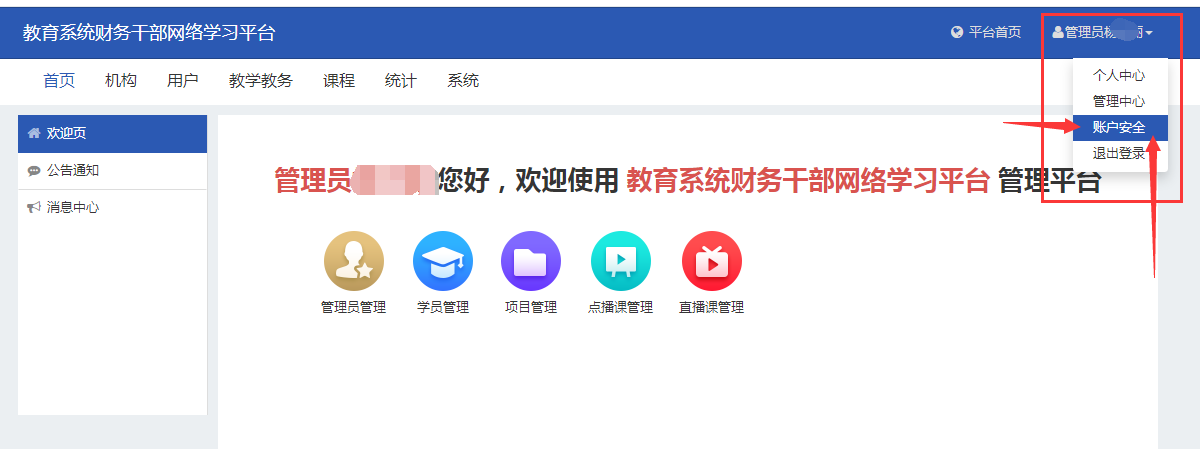 教育系统财务干部网络学习平台
平台首页
管理员杨 丽
首页 机构 用户 教学教务 课程 统计 系统
个人中心
管理中心
账户安全
退出登录
欢迎页
公告通知
消息中心
管理员 您好，欢迎使用 教育系统财务干部网络学习平台 管理平台
管理员管理 学员管理 项目管理 点播课管理 直播课管理